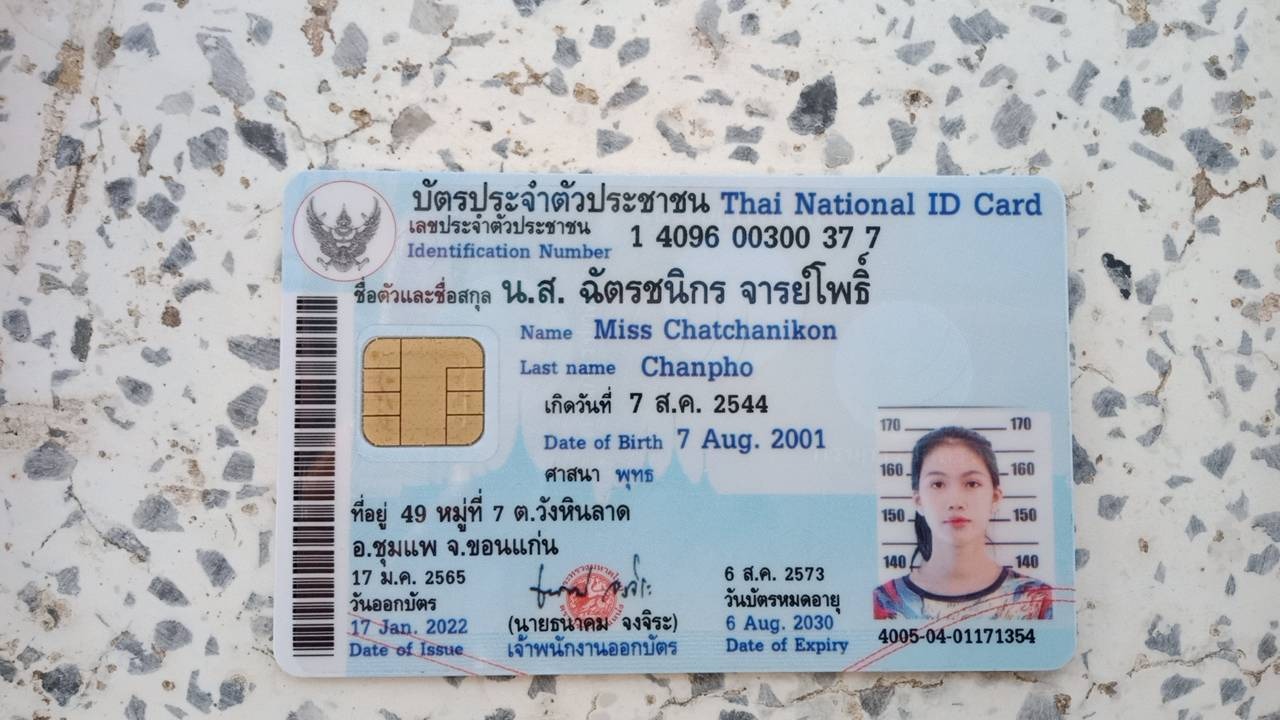 บัตรประจำตัวประชาชน Thai National ID Card
เลขประจำตัวประชาชน
Identification Number 1 4096 00300 37 7
ชื่อตัวและชื่อสกุล น.ส. ฉัตรชนิกร จารย์โพธิ์
Name Miss Chatchanikon
Last name Chanpho
เกิดวันที่ 7 ส.ค. 2544
Date of Birth 7 Aug. 2001
ศาสนา พุทธ
ที่อยู่ 49 หมู่ที่ 7 ต.วังหินลาด
อ.ชุมแพ จ.ขอนแก่น
17 ม.ค. 2565
วันออกบัตร
17 Jan. 2022
Date of Issue
(นายธนาคม จงจิระ)
เจ้าพนักงานออกบัตร
6 ส.ค. 2573
วันบัตรหมดอายุ
6 Aug. 2030
Date of Expiry
170 170
160 160
150 150
140 140
4005-04-01171354